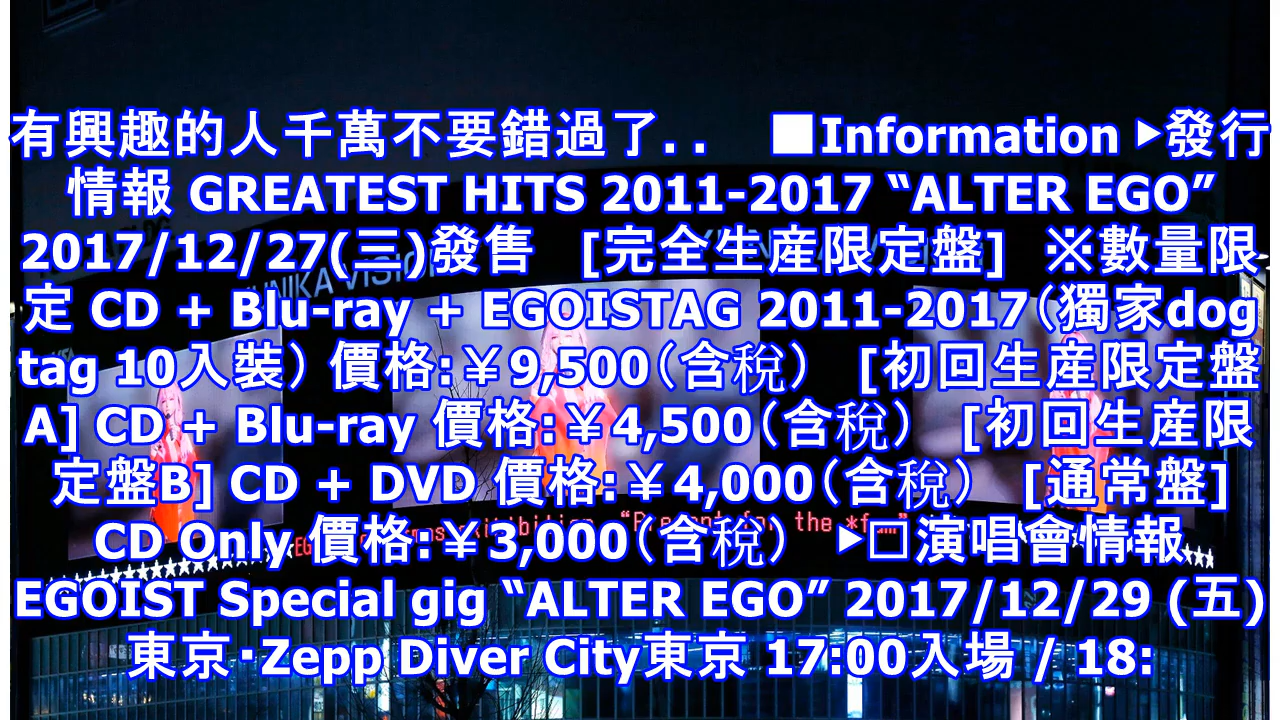 有興趣的人千萬不要錯過了. .　■Information ▶發行
情報 GREATEST HITS 2011-2017 “ALTER EGO”
2017/12/27(三)發售　[完全生産限定盤]　※數量限
定 CD + Blu-ray + EGOISTAG 2011-2017（獨家dog
tag 10入裝） 價格:￥9,500（含稅）　[初回生産限定盤
A] CD + Blu-ray 價格:￥4,500（含稅）　[初回生産限
定盤B] CD + DVD 價格:￥4,000（含稅）　[通常盤]
CD Only 價格:￥3,000（含稅）　▶□演唱會情報
EGOIST Special gig “ALTER EGO” 2017/12/29 (五)
東京･Zepp Diver City東京 17:00入場 / 18:
YUNIKA VISION